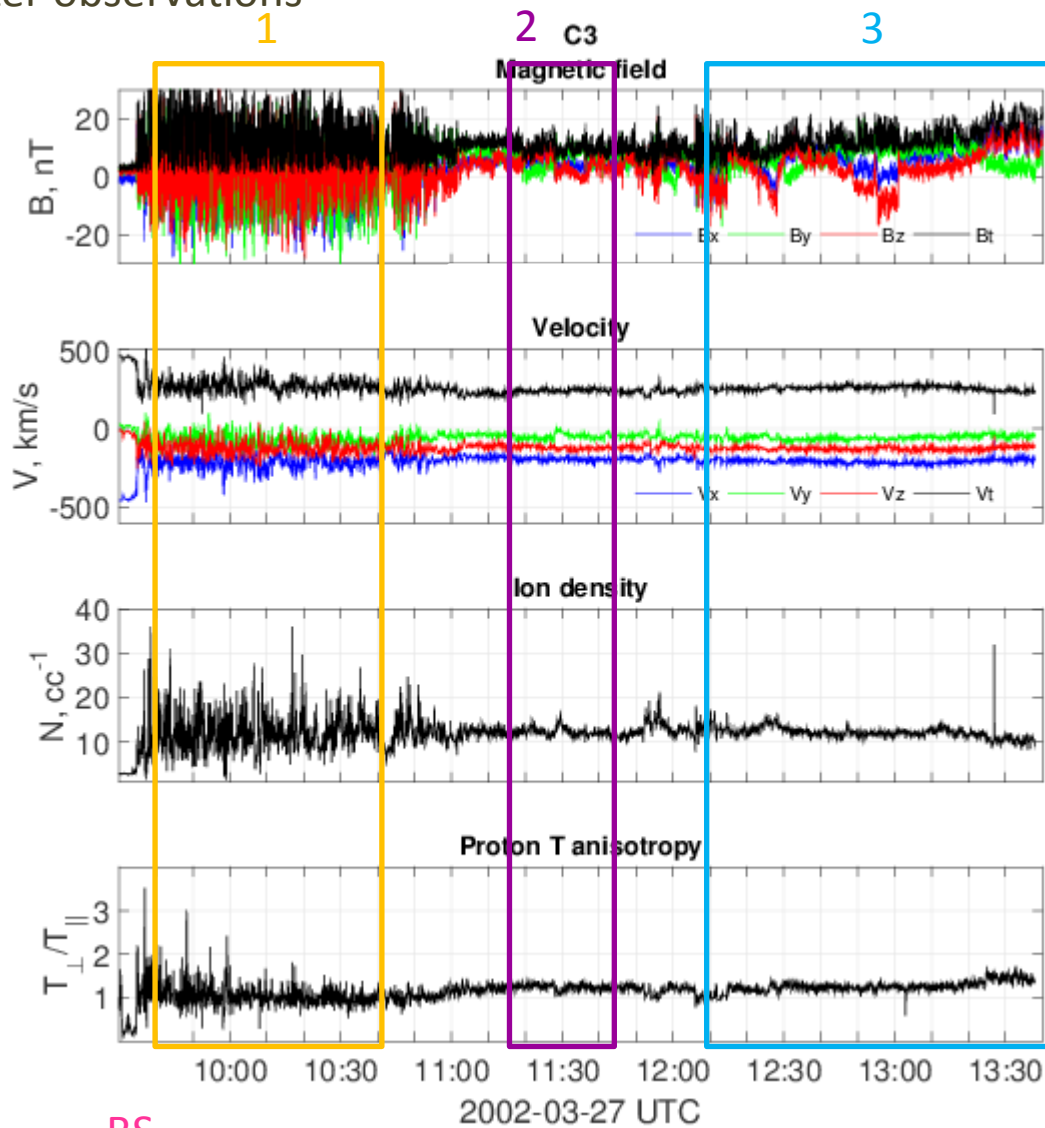 ter observations
1 2 3
C3
Magnetic field
B, nT
20
0
-20
Bx By Bz Bt
Velocity
V, km/s
500
0
-500
Vx Vy Vz Vt
Ion density
N, cc⁻¹
40
30
20
10
Proton T anisotropy
T⊥/T||
3
2
1
10:00 10:30 11:00 11:30 12:00 12:30 13:00 13:30
2002-03-27 UTC